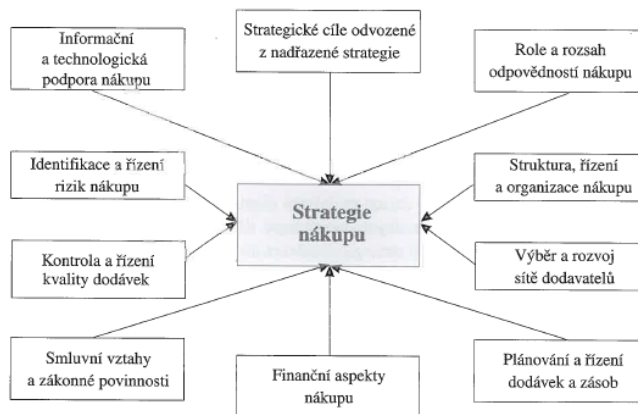 Informační
a technologická
podpora nákupu
Strategické cíle odvozené
z nadřazené strategie
Role a rozsah
odpovědností nákupu
Identifikace a řízení
rizik nákupu
Strategie
nákupu
Struktura, řízení
a organizace nákupu
Kontrola a řízení
kvality dodávek
Výběr a rozvoj
sítě dodavatelů
Smluvní vztahy
a zákonné povinnosti
Finanční aspekty
nákupu
Plánování a řízení
dodávek a zásob